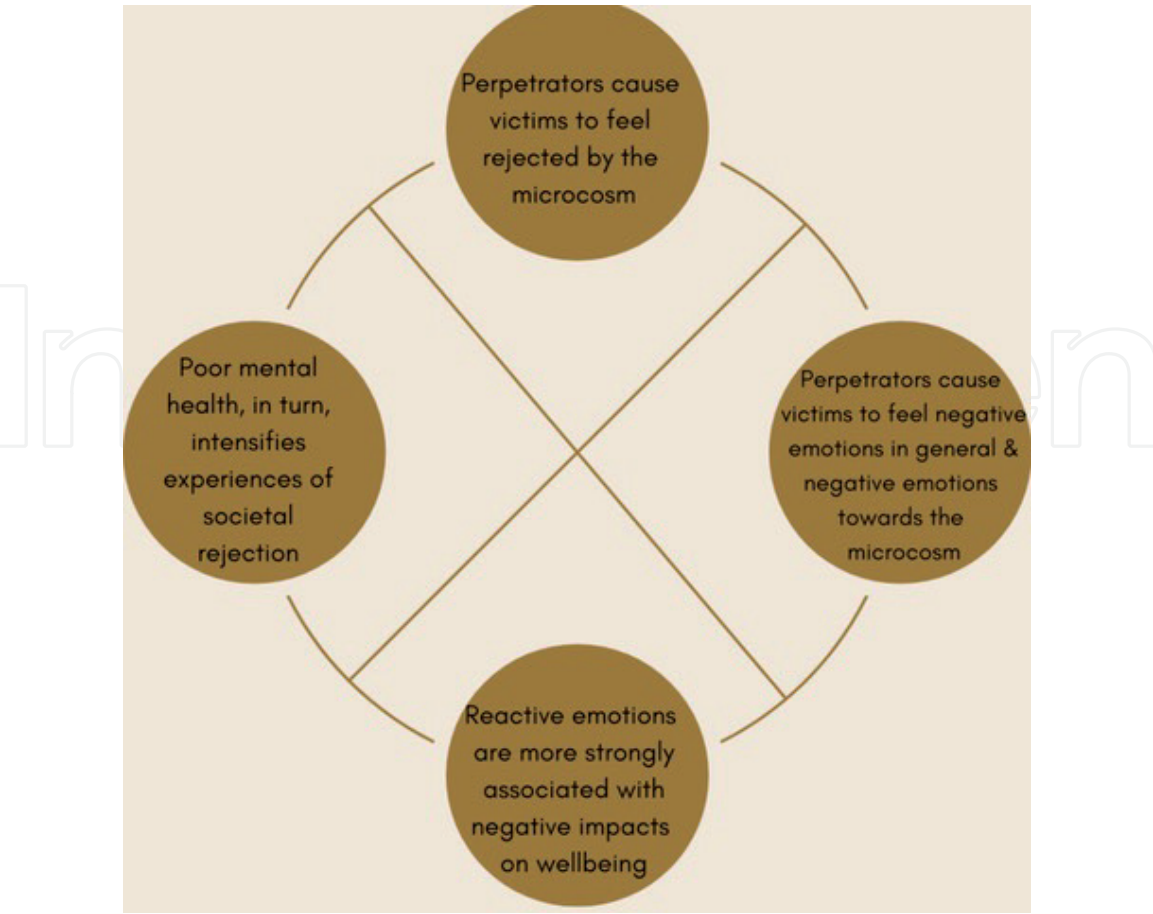 Perpetrators cause
victims to feel
rejected by the
microcosm
Poor mental
health, in turn,
intensifies
experiences of
societal
rejection
Perpetrators cause
victims to feel negative
emotions in general &
negative emotions
towards the
microcosm
Reactive emotions
are more strongly
associated with
negative impacts
on wellbeing